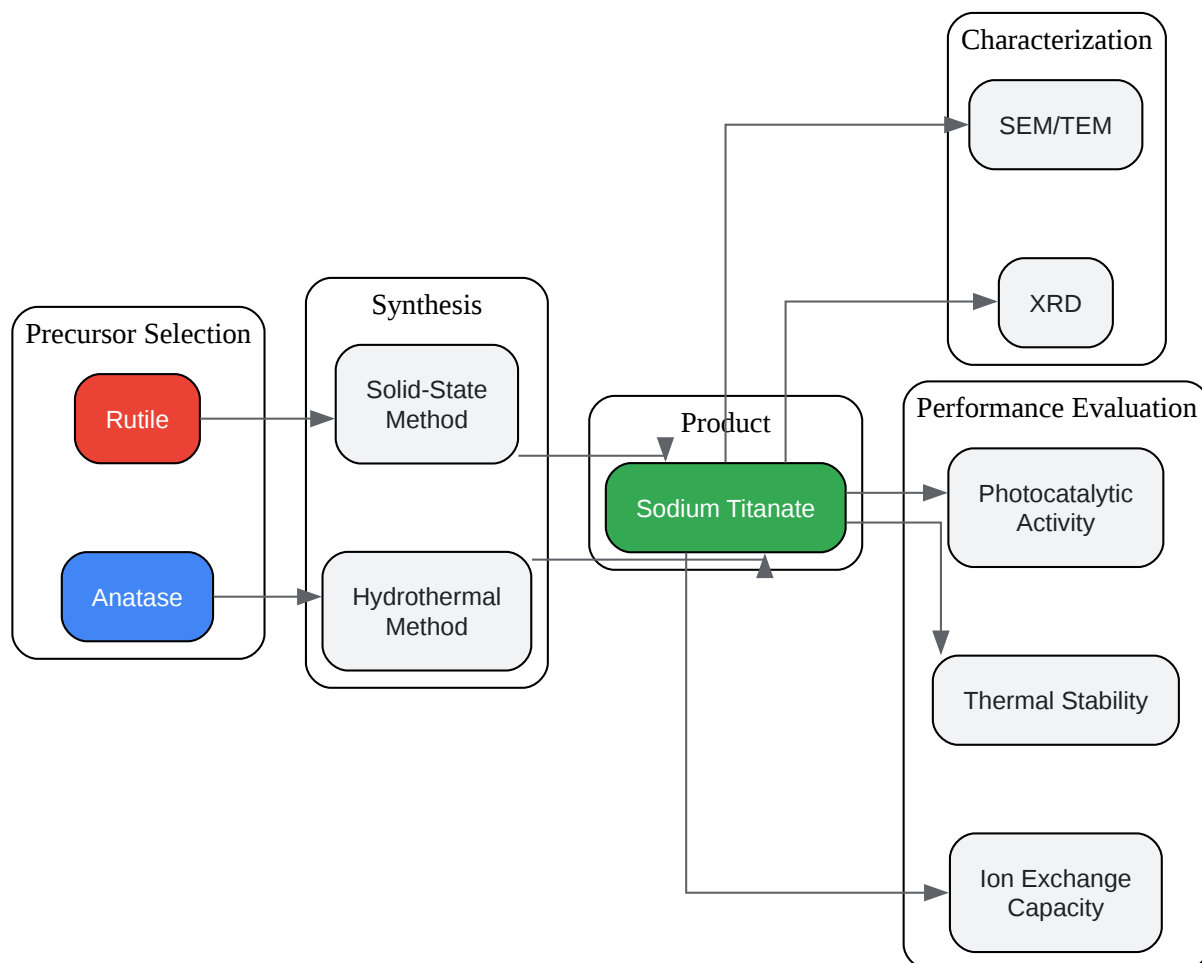 Precursor Selection
Rutile
Anatase
Synthesis
Solid-State
Method
Hydrothermal
Method
Product
Sodium Titanate
Characterization
SEM/TEM
XRD
Performance Evaluation
Photocatalytic
Activity
Thermal Stability
Ion Exchange
Capacity